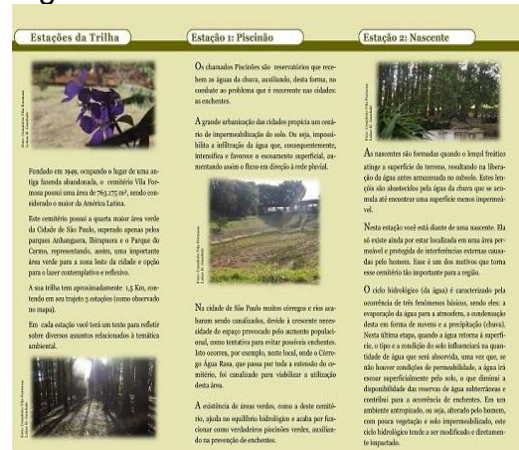 Estações da Trilha
Fundado em 1949, ocupando o lugar de uma an-
tiga fazenda abandonada, o cemitério Vila For-
mosa possui uma área de 763.175 m², sendo con-
siderado o maior da América Latina.
Este cemitério possui a quarta maior área verde
da Cidade de São Paulo, superado apenas pelos
parques Anhanguera, Ibirapuera e o Parque do
Carmo, representando, assim, uma importante
área verde para a zona leste da cidade e opção
para o lazer contemplativo e reflexivo.
A sua trilha tem aproximadamente 1,5 Km, con-
tendo em seu trajeto 5 estações (como observado
no mapa).
Em cada estação você terá um texto para refletir
sobre diversos assuntos relacionados à temática
ambiental.
Estação 1: Piscinão
Os chamados Piscinões são reservatórios que rece-
bem as águas da chuva, auxiliando, desta forma, no
combate ao problema que é recorrente nas cidades:
as enchentes.
A grande urbanização das cidades propicia um cená-
rio de impermeabilização do solo. Ou seja, impossi-
bilita a infiltração da água que, consequentemente,
intensifica e favorece o escoamento superficial, au-
mentando assim o fluxo em direção à rede pluvial.
Na cidade de São Paulo muitos córregos e rios aca-
baram sendo canalizados, devido à crescente neces-
sidade de espaço provocado pelo aumento populaci-
onal, como tentativa para evitar possíveis enchentes.
Isto ocorreu, por exemplo, neste local, onde o Córre-
go Água Rasa, que passa por toda a extensão do ce-
mitério, foi canalizado para viabilizar a utilização
desta área.
A existência de áreas verdes, como a deste cemité-
rio, ajuda no equilíbrio hidrológico e acaba por fun-
cionar como verdadeiros piscinões verdes, auxilian-
do na prevenção de enchentes.
Estação 2: Nascente
As nascentes são formadas quando o lençol freático
atinge a superfície do terreno, resultando na libera-
ção da água antes armazenada no subsolo. Estes len-
çóis são abastecidos pela água da chuva que se acu-
mula até encontrar uma superfície menos impermeá-
vel.
Nesta estação você está diante de uma nascente. Ela
só existe ainda por estar localizada em uma área per-
meável e protegida de interferências externas causa-
das pelo homem. Esse é um dos motivos que torna
esse cemitério tão importante para a região.
O ciclo hidrológico (da água) é caracterizado pela
ocorrência de três fenômenos básicos, sendo eles: a
evaporação da água para a atmosfera, a condensação
desta em forma de nuvens e a precipitação (chuva).
Nesta última etapa, quando a água retorna à superfí-
cie, o tipo e a condição do solo influenciará na quan-
tidade de água que será absorvida, uma vez que, se
não houver condições de permeabilidade, a água irá
escoar superficialmente pelo solo, o que diminui a
disponibilidade das reservas de água subterrâneas e
contribui para a ocorrência de enchentes. Em um
ambiente antropizado, ou seja, alterado pelo homem,
com pouca vegetação e solo impermeabilizado, este
ciclo hidrológico tende a ser modificado e diretamen-
te impactado.